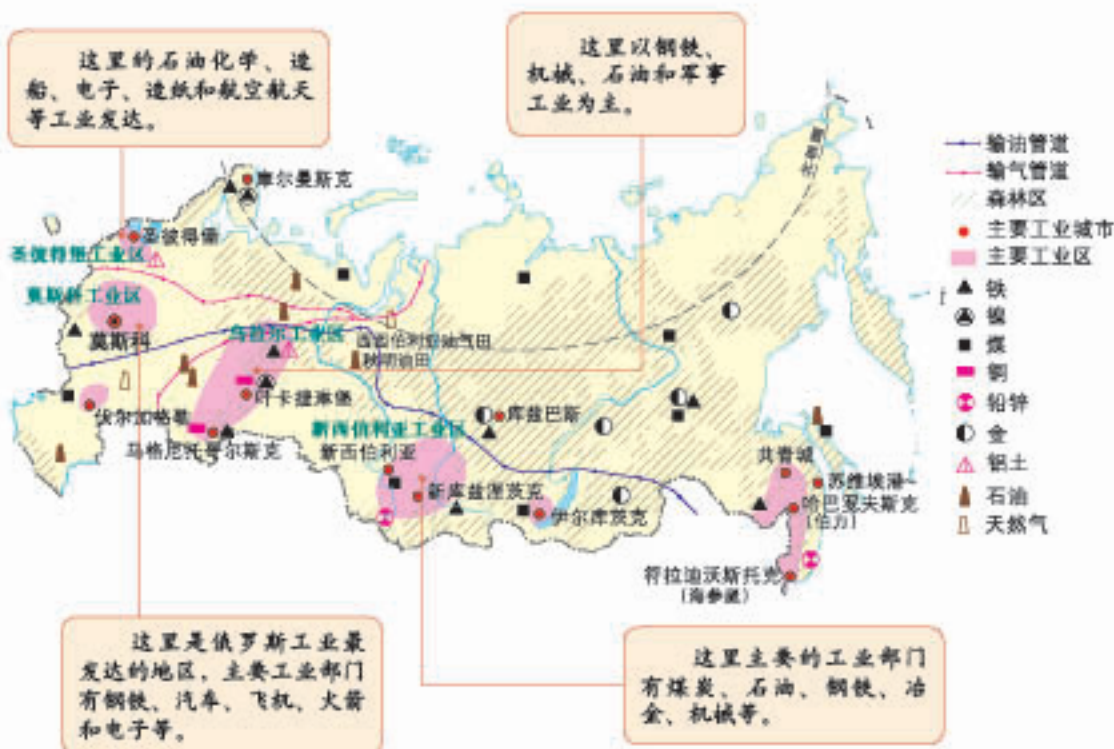 这里的石油化学、造
船、电子、造纸和航空航天
等工业发达。
这里以钢铁、
机械、石油和军事
工业为主。
输油管道
输气管道
森林区
主要工业城市
主要工业区
铁
镍
煤
铜
铅锌
金
铝土
石油
天然气
摩尔曼斯克
圣彼得堡
圣彼得堡工业区
莫斯科工业区
莫斯科
乌拉尔工业区
西西伯利亚油气田
秋明油田
叶卡捷琳堡
伏尔加格勒
马格尼托哥尔斯克
新西伯利亚工业区
新西伯利亚
库兹巴斯
新库兹涅茨克
伊尔库茨克
共青城
苏维埃港
哈巴罗夫斯克
(伯力)
符拉迪沃斯托克
(海参崴)
这里是俄罗斯工业最
发达的地区，主要工业部门
有钢铁、汽车、飞机、火箭
和电子等。
这里主要的工业部门
有煤炭、石油、钢铁、冶
金、机械等。